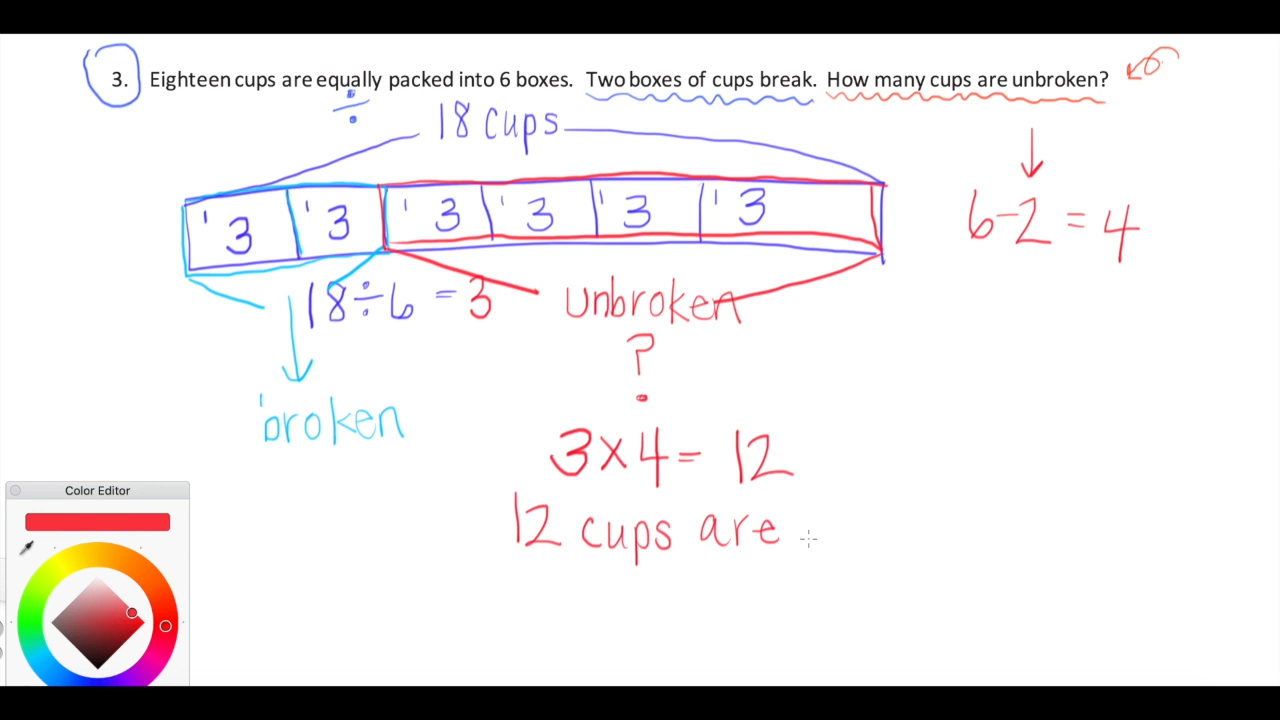 3. Eighteen cups are equally packed into 6 boxes. Two boxes of cups break. How many cups are unbroken?
÷
18 cups
3 3 3 3 3 3
6-2 = 4
18÷6 = 3
unbroken
?
broken
3×4= 12
12 cups are
Color Editor